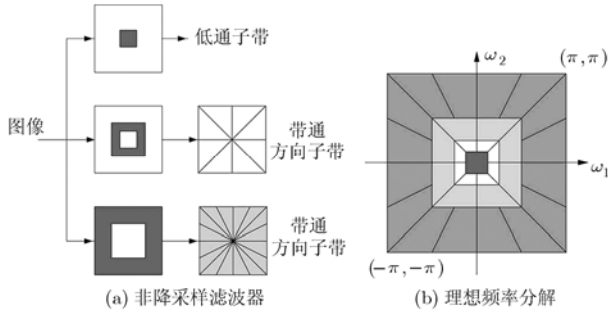 低通子带
图像
带通
方向子带
带通
方向子带
(a) 非降采样滤波器
ω₂
(π,π)
ω₁
(−π,−π)
(b) 理想频率分解